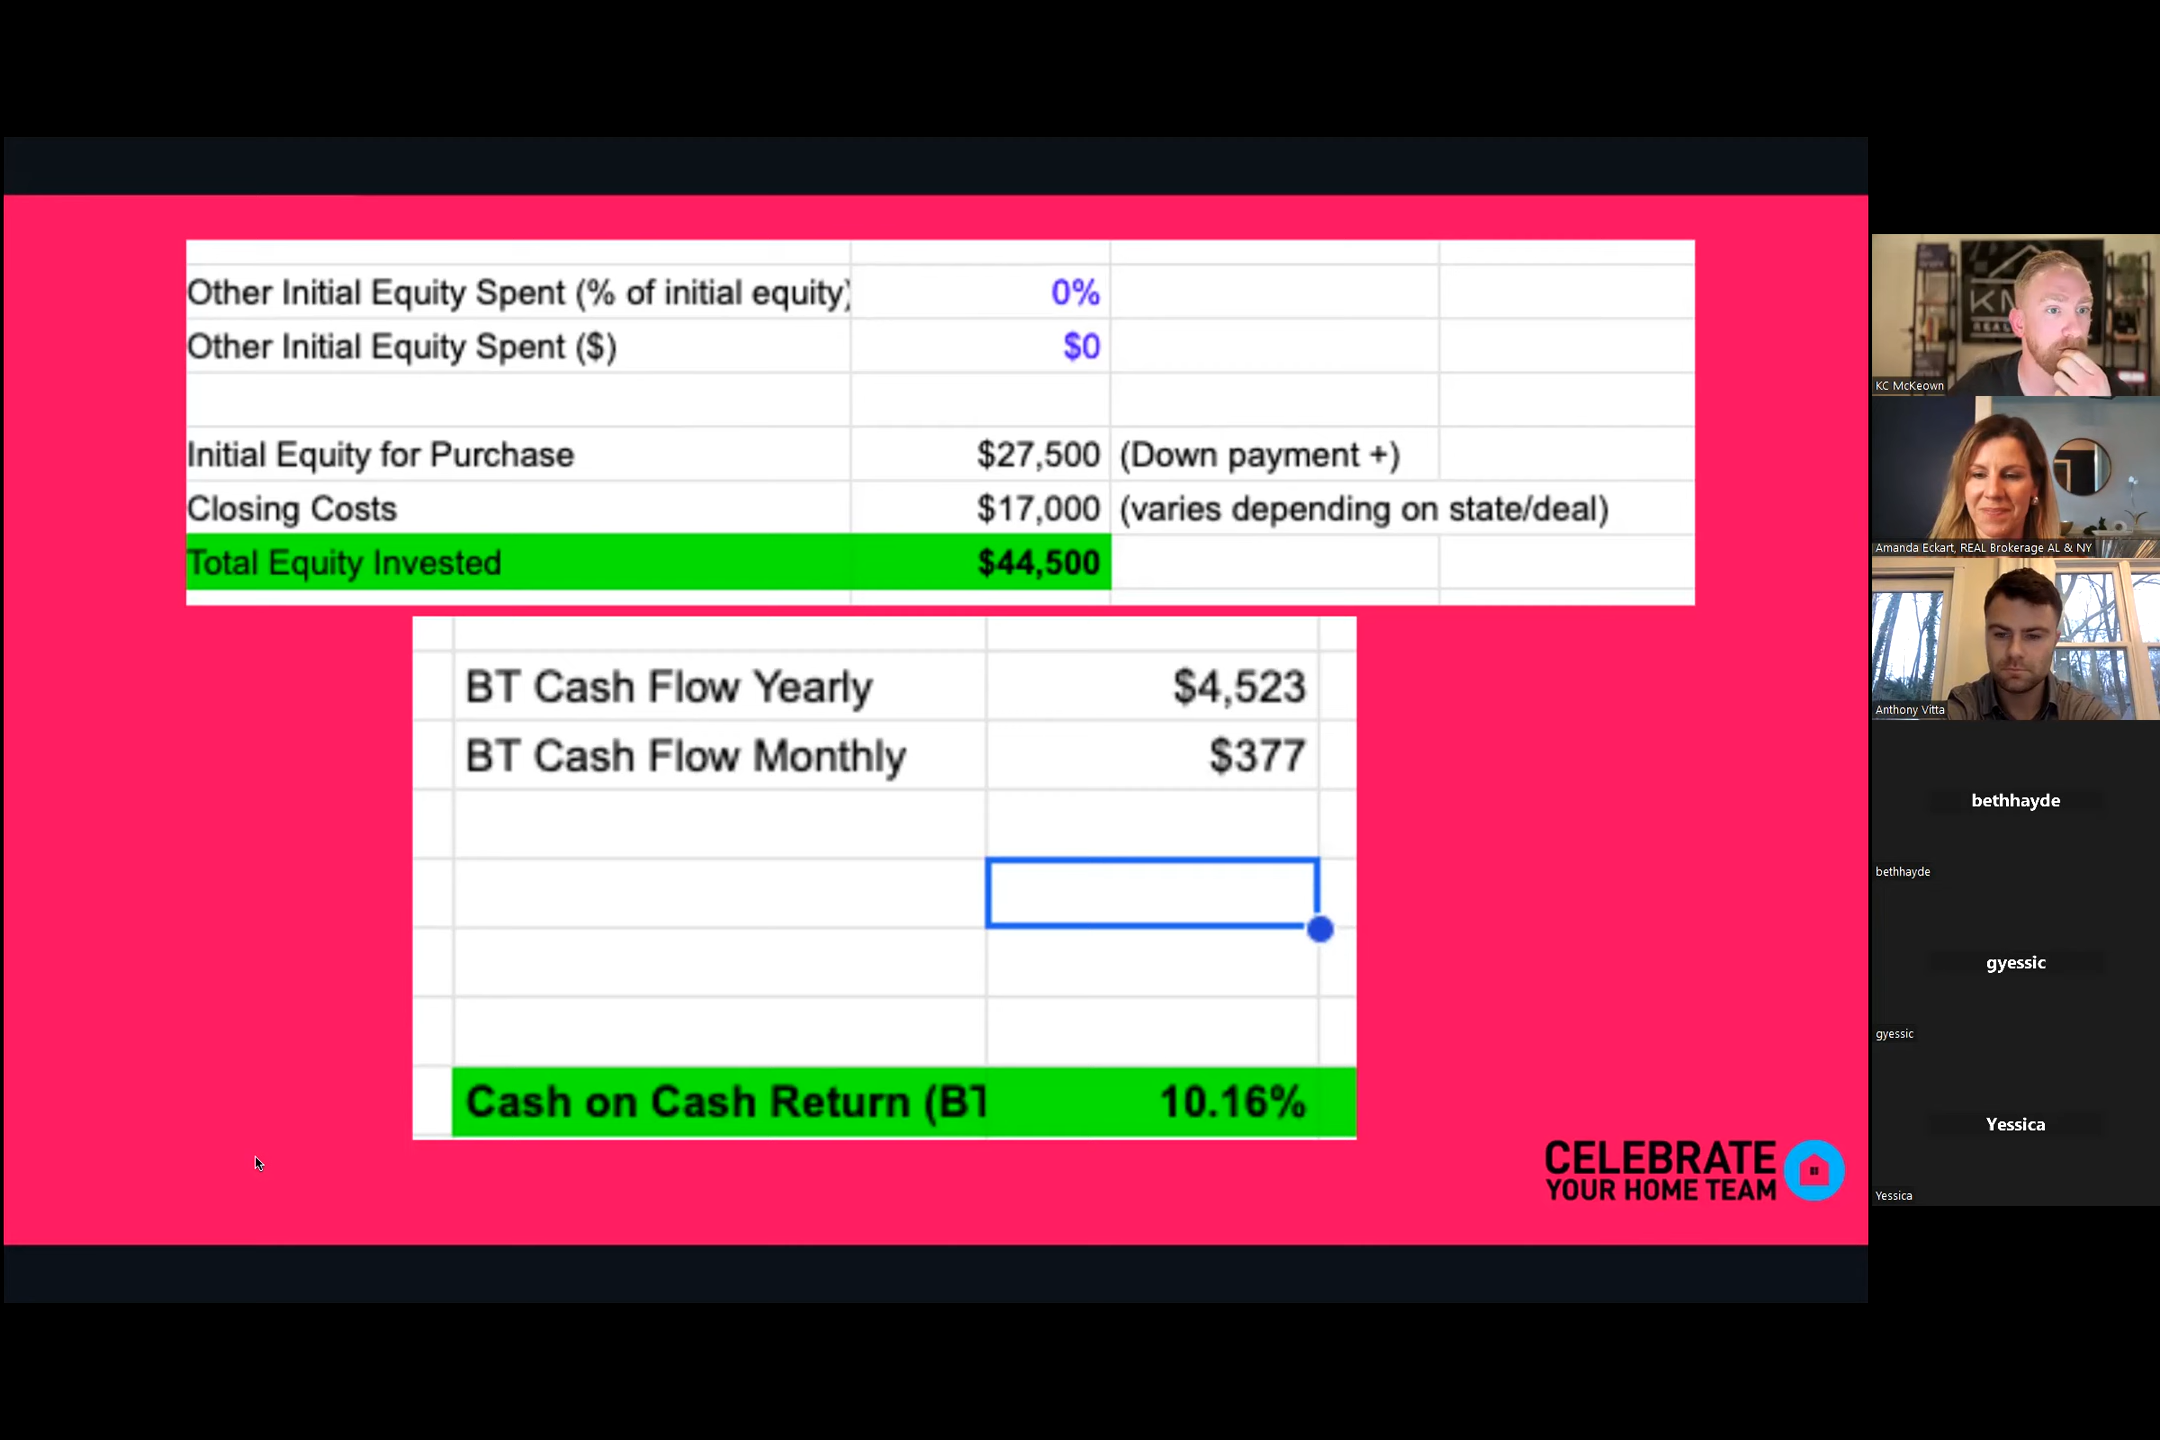 Other Initial Equity Spent (% of initial equity) 0%
Other Initial Equity Spent ($) $0
Initial Equity for Purchase $27,500 (Down payment +)
Closing Costs $17,000 (varies depending on state/deal)
Total Equity Invested $44,500
BT Cash Flow Yearly $4,523
BT Cash Flow Monthly $377
Cash on Cash Return (BT 10.16%
CELEBRATE
YOUR HOME TEAM
KC McKeown
Amanda Eckart, REAL Brokerage AL & NY
Anthony Vitta
bethhayde
bethhayde
gyessic
gyessic
Yessica
Yessica